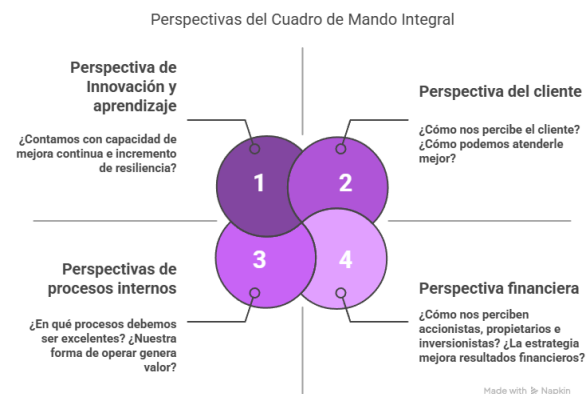 Perspectivas del Cuadro de Mando Integral
Perspectiva de
Innovación y
aprendizaje
¿Contamos con capacidad de
mejora continua e incremento
de resiliencia?
Perspectiva del cliente
¿Cómo nos percibe el cliente?
¿Cómo podemos atenderle
mejor?
1
2
3
4
Perspectivas de
procesos internos
¿En qué procesos debemos
ser excelentes? ¿Nuestra
forma de operar genera
valor?
Perspectiva financiera
¿Cómo nos perciben
accionistas, propietarios e
inversionistas? ¿La estrategia
mejora resultados financieros?
Made with Napkin